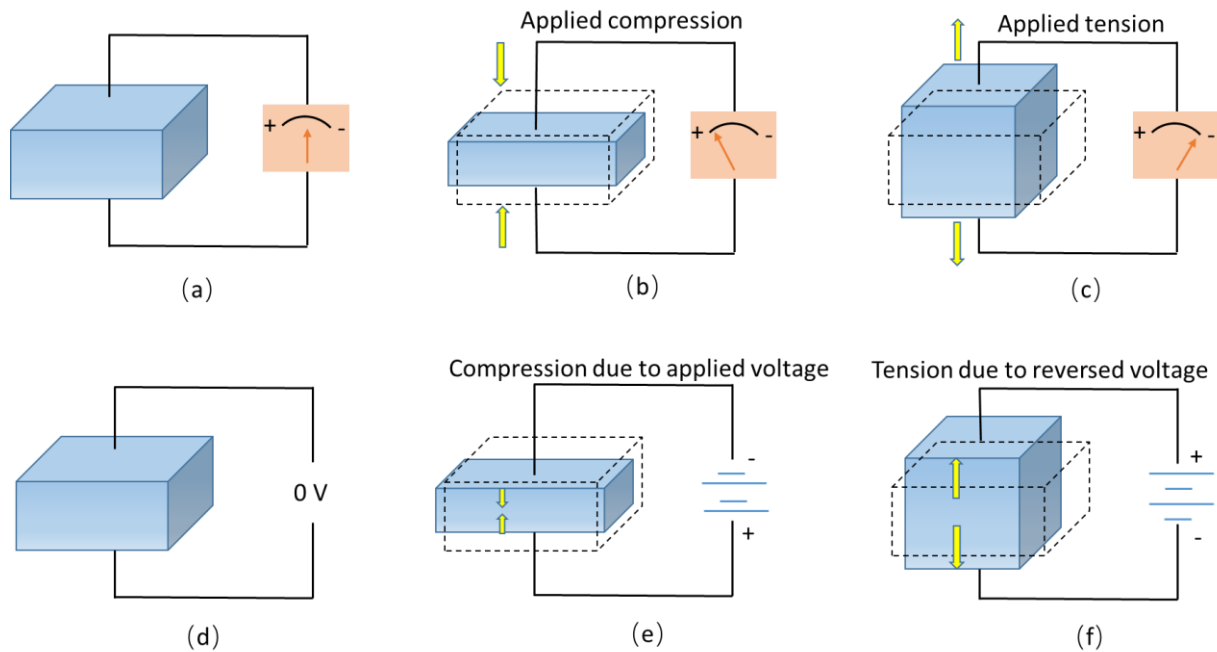 Applied compression
Applied tension
+ -
+ -
+ -
(a)
(b)
(c)
Compression due to applied voltage
Tension due to reversed voltage
0 V
-
+
+
-
(d)
(e)
(f)